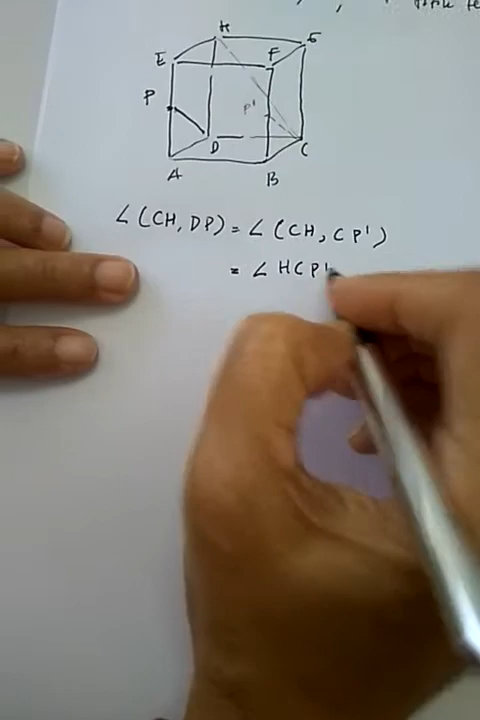 H
G
E
F
P
P'
D
C
A
B
∠(CH, DP) = ∠(CH, CP')
= ∠ HCP'